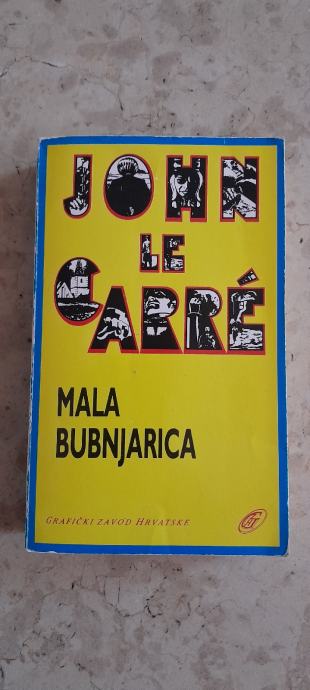 JOHN
LE
CARRÉ
MALA
BUBNJARICA
GRAFIČKI ZAVOD HRVATSKE